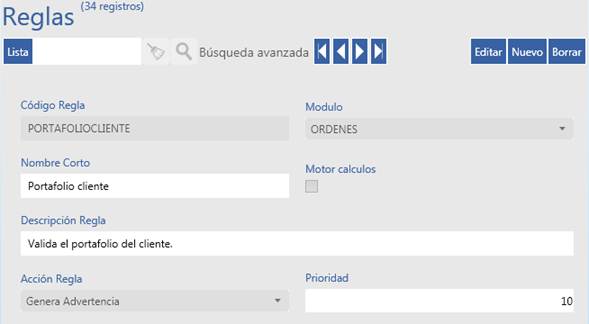 Reglas (34 registros)
Lista Búsqueda avanzada Editar Nuevo Borrar
Código Regla Modulo
PORTAFOLIOCLIENTE ORDENES
Nombre Corto Motor calculos
Portafolio cliente
Descripción Regla
Valida el portafolio del cliente.
Acción Regla Prioridad
Genera Advertencia 10